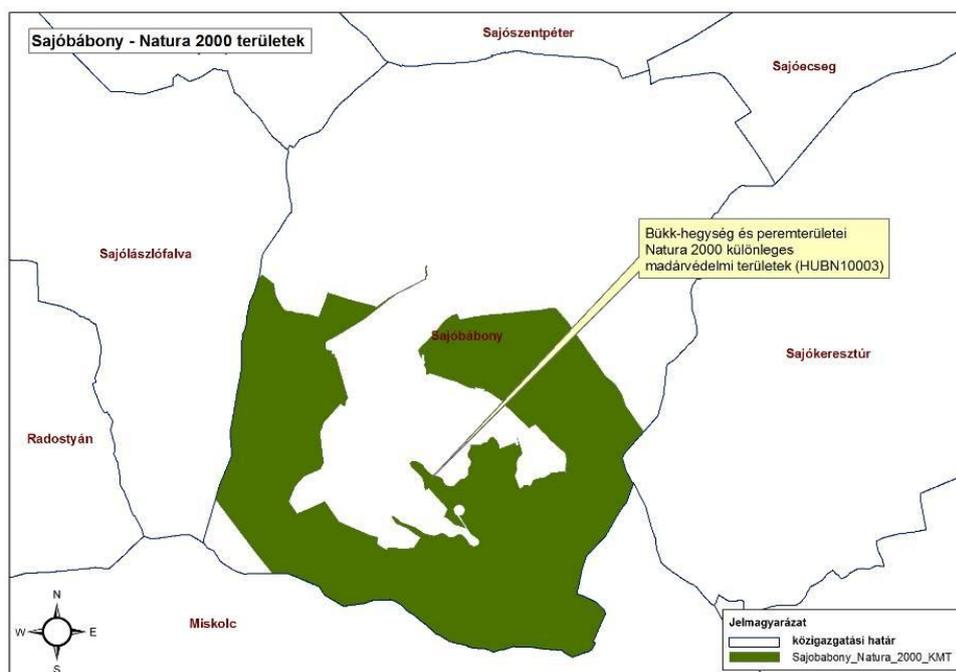 Sajóbábony - Natura 2000 területek
Sajószentpéter
Sajóecseg
Bükk-hegység és peremterületei
Natura 2000 különleges
madárvédelmi területek (HUBN10003)
Sajólászlófalva
Sajóbábony
Sajókeresztúr
Radostyán
Miskolc
N
W
E
S
Jelmagyarázat
közigazgatási határ
Sajobabony_Natura_2000_KMT